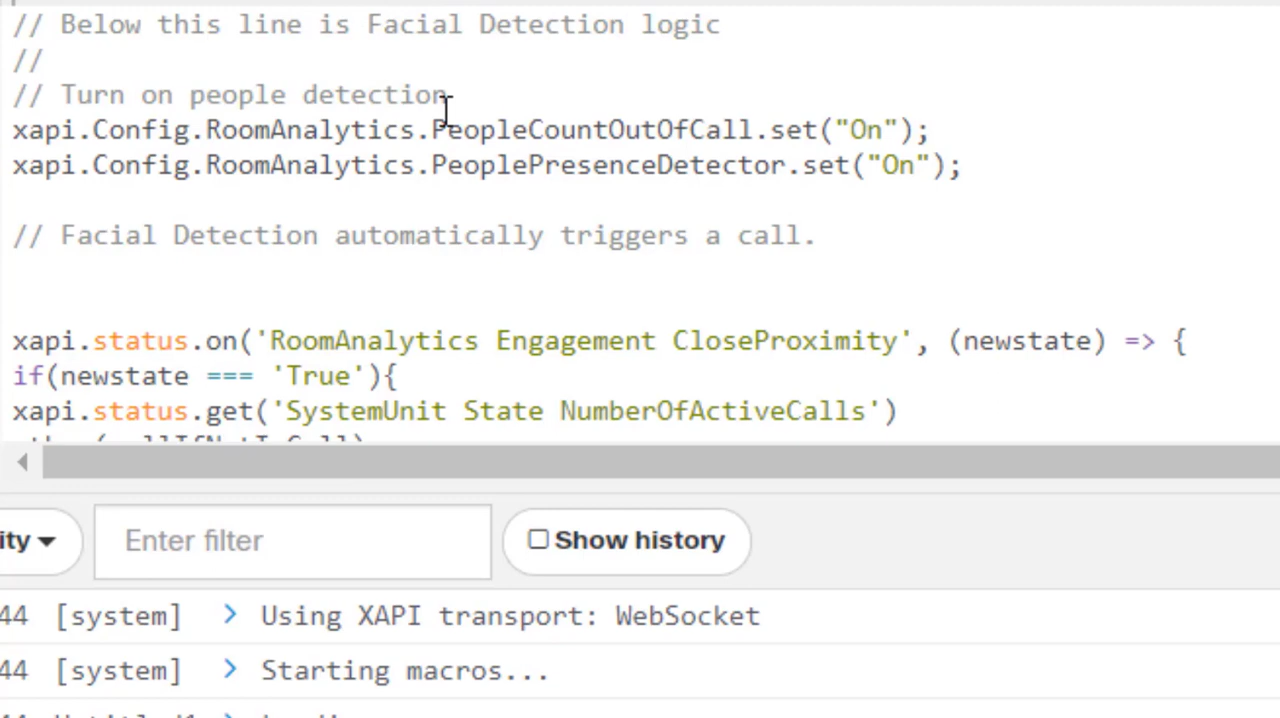 // Below this line is Facial Detection logic
//
// Turn on people detection
xapi.Config.RoomAnalytics.PeopleCountOutOfCall.set("On");
xapi.Config.RoomAnalytics.PeoplePresenceDetector.set("On");
// Facial Detection automatically triggers a call.
xapi.status.on('RoomAnalytics Engagement CloseProximity', (newstate) => {
if(newstate === 'True'){
xapi.status.get('SystemUnit State NumberOfActiveCalls')
ity
Enter filter
Show history
44 [system] > Using XAPI transport: WebSocket
44 [system] > Starting macros...